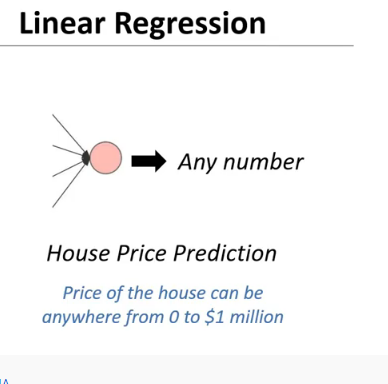 Linear Regression
Any number
House Price Prediction
Price of the house can be
anywhere from 0 to $1 million